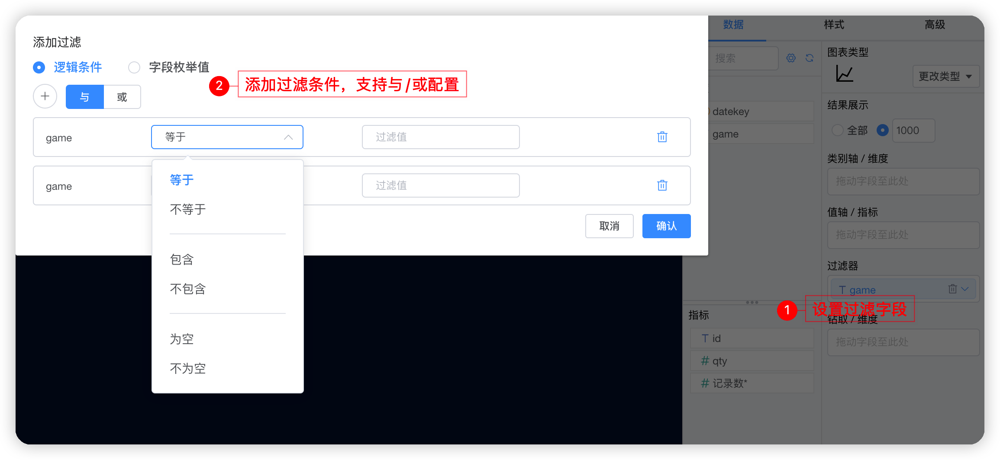 添加过滤
逻辑条件
字段枚举值
2
添加过滤条件，支持与/或配置
与
或
game
等于
过滤值
game
过滤值
等于
不等于
包含
不包含
为空
不为空
取消
确认
数据
样式
高级
搜索
datekey
game
指标
id
qty
记录数*
图表类型
更改类型
结果展示
全部
1000
类别轴 / 维度
拖动字段至此处
值轴 / 指标
拖动字段至此处
过滤器
game
1
设置过滤字段
钻取 / 维度
拖动字段至此处